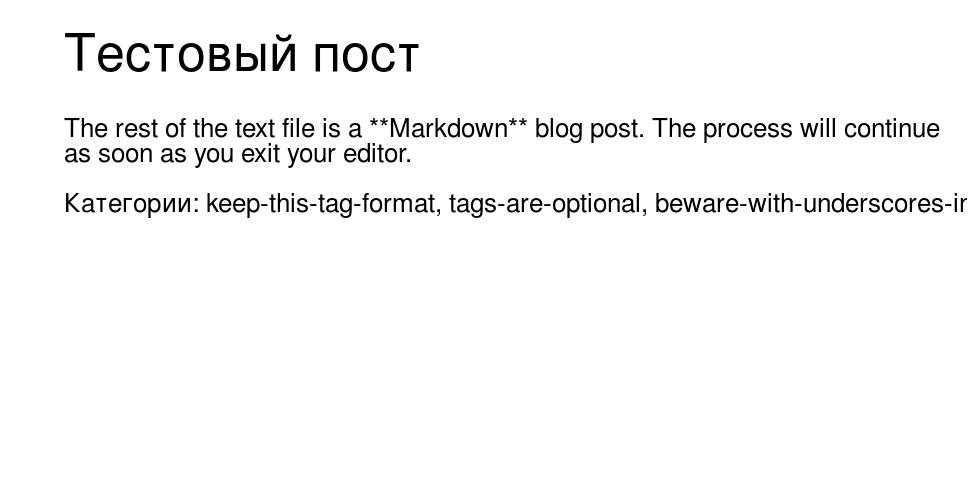 Тестовый пост
The rest of the text file is a **Markdown** blog post. The process will continue
as soon as you exit your editor.
Категории: keep-this-tag-format, tags-are-optional, beware-with-underscores-